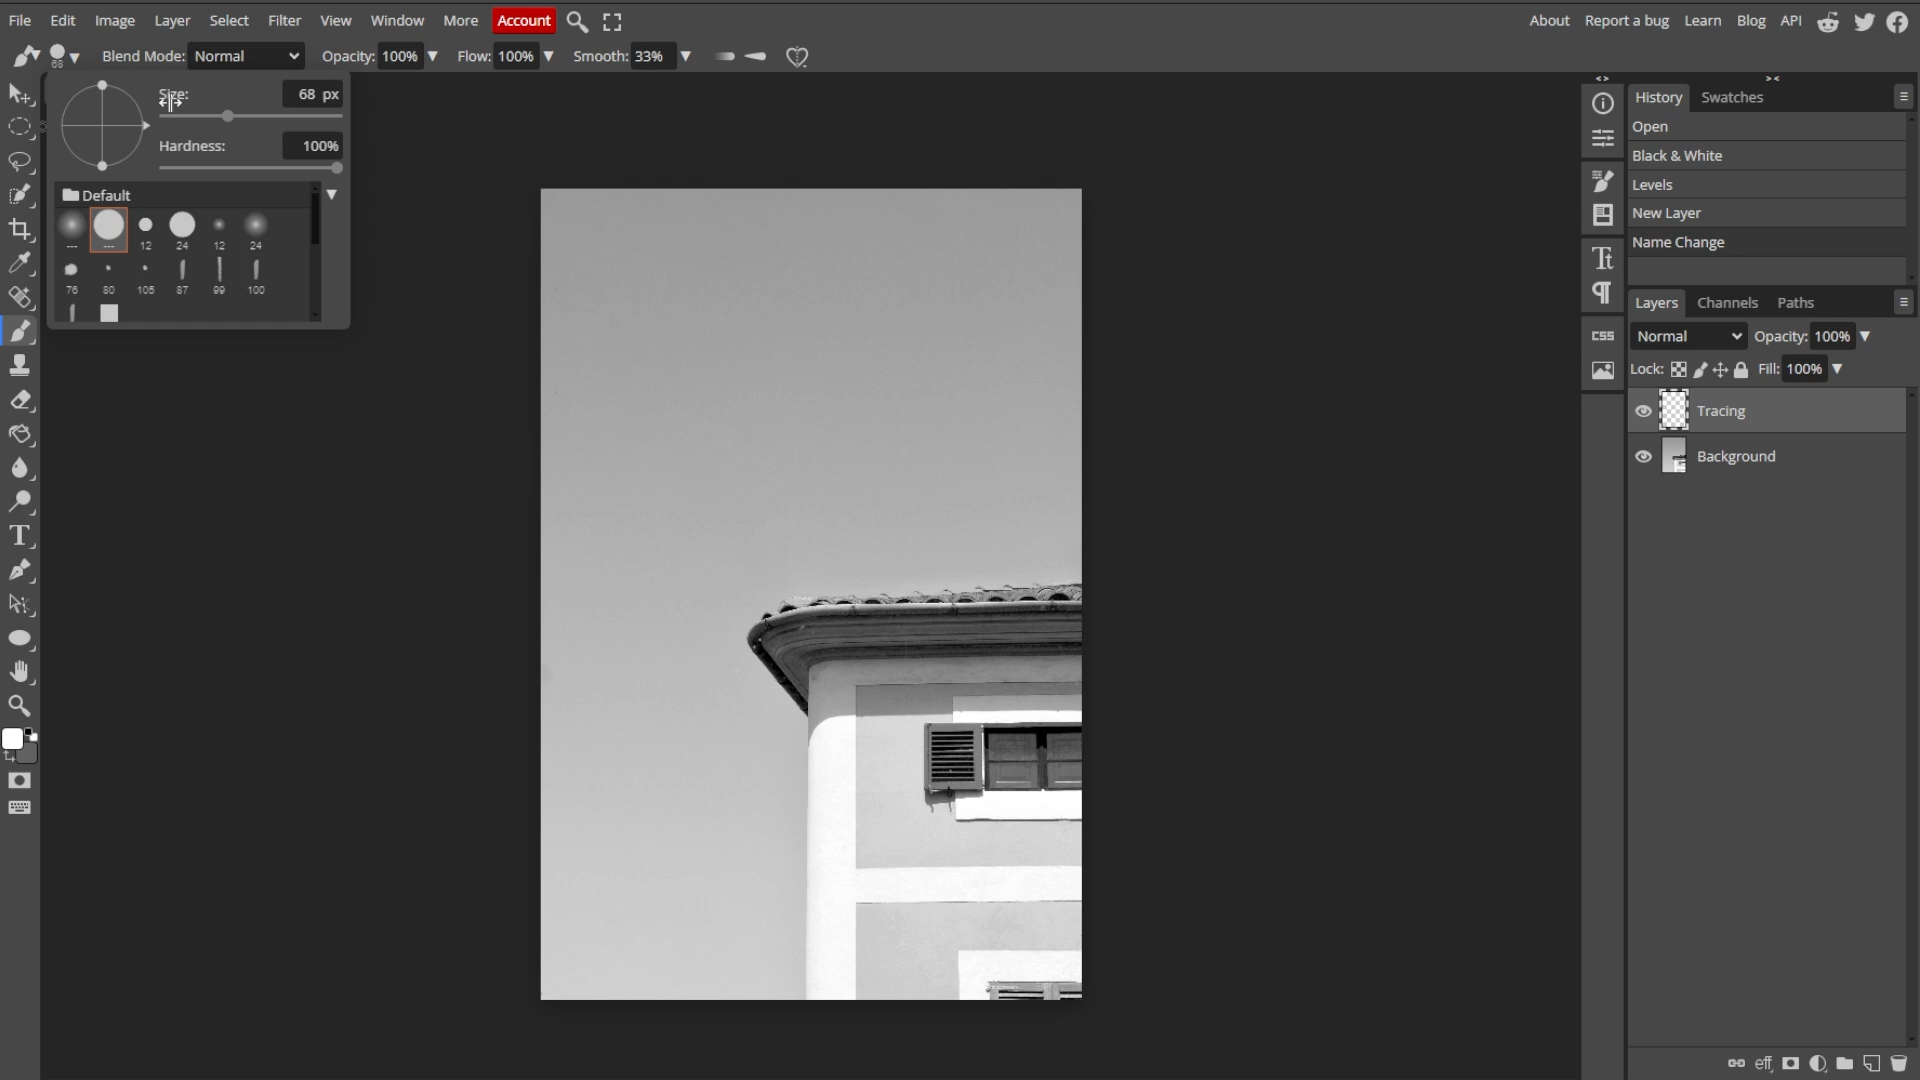 File Edit Image Layer Select Filter View Window More Account About Report a bug Learn Blog API
68 Blend Mode: Normal Opacity: 100% Flow: 100% Smooth: 33%
Size: 68 px
Hardness: 100%
Default
--- --- 12 24 12 24
76 80 105 87 99 100
History Swatches
Open
Black & White
Levels
New Layer
Name Change
Layers Channels Paths
Normal Opacity: 100%
Lock: Fill: 100%
Tracing
Background
CSS
eff